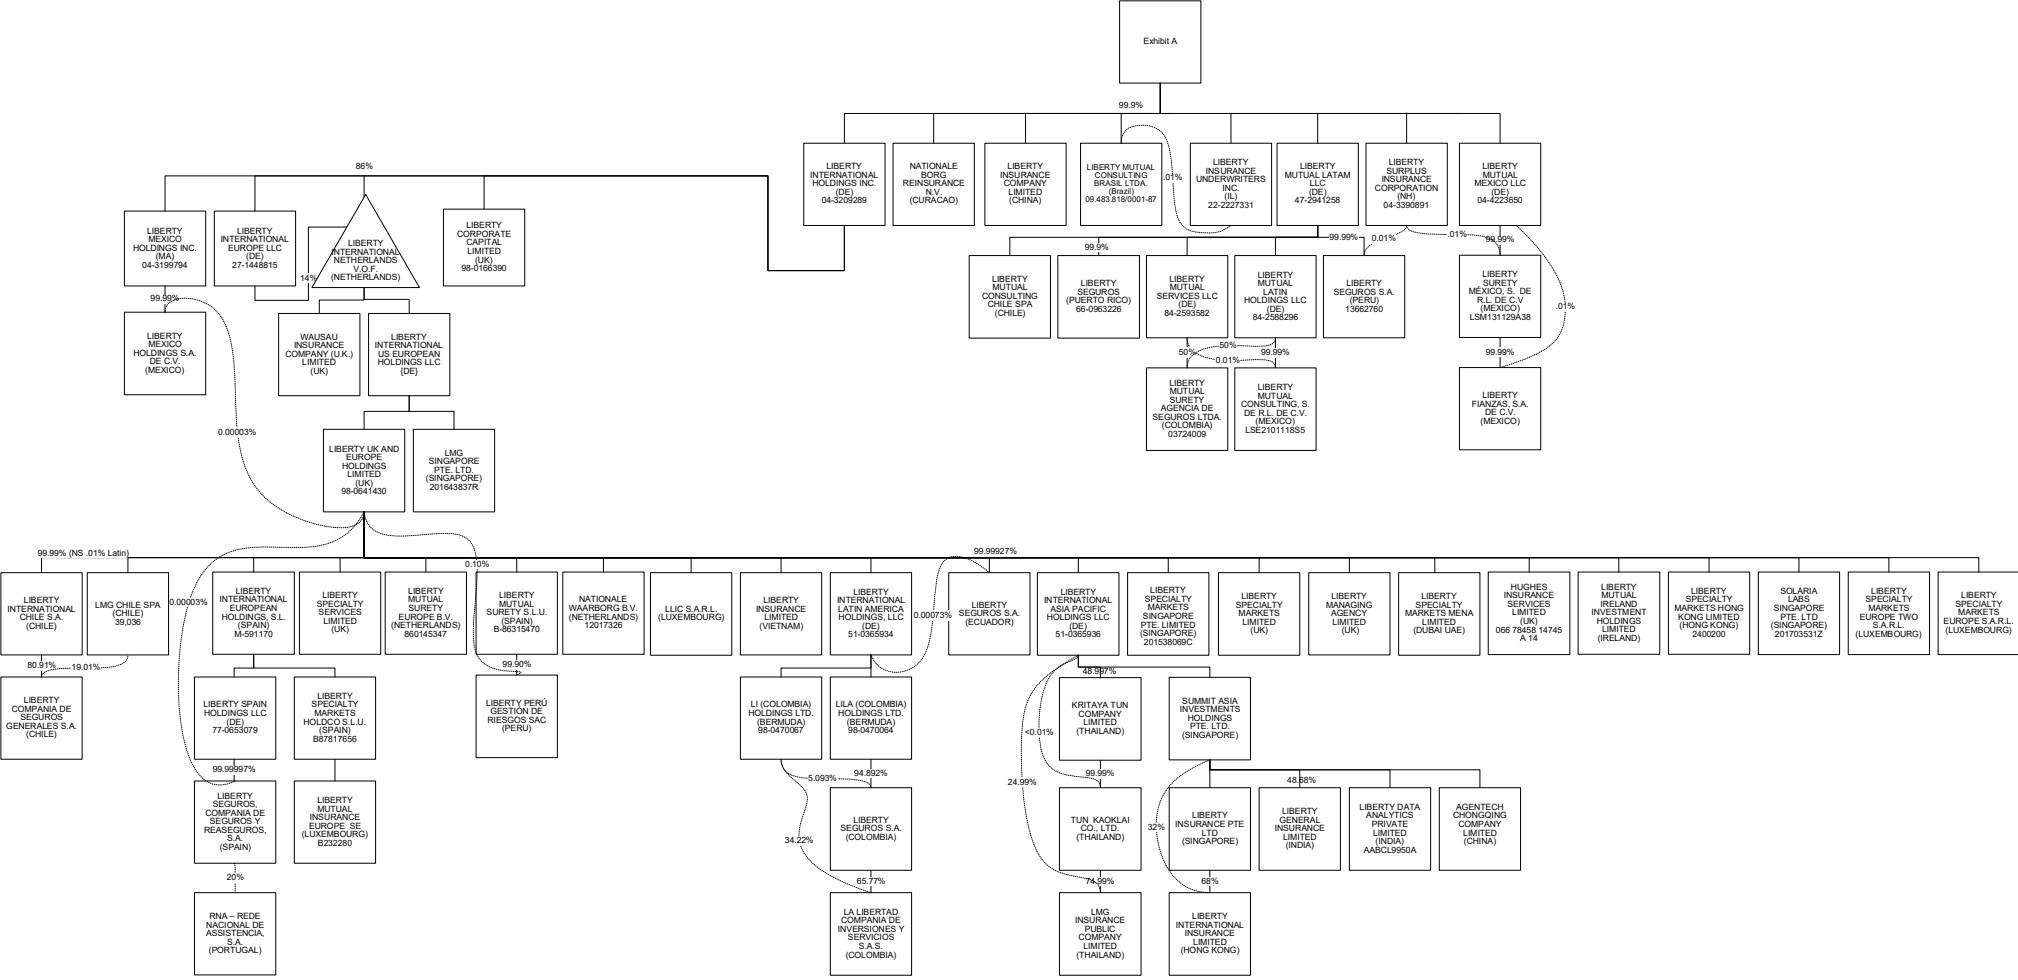 Exhibit A
99.9%
LIBERTY
INTERNATIONAL
HOLDINGS INC.
(DE)
04-3209289
NATIONALE
BORG
REINSURANCE
N.V.
(CURACAO)
LIBERTY
INSURANCE
COMPANY
LIMITED
(CHINA)
LIBERTY MUTUAL
CONSULTING
BRASIL LTDA.
(Brazil)
09.483.818/0001-87
.01%
LIBERTY
INSURANCE
UNDERWRITERS
INC.
(IL)
22-2227331
LIBERTY
MUTUAL LATAM
LLC
(DE)
47-2941258
LIBERTY
SURPLUS
INSURANCE
CORPORATION
(NH)
04-3390891
LIBERTY
MUTUAL
MEXICO LLC
(DE)
04-4223650
86%
LIBERTY
MEXICO
HOLDINGS INC.
(MA)
04-3199794
LIBERTY
INTERNATIONAL
EUROPE LLC
(DE)
27-1448815
14%
LIBERTY
INTERNATIONAL
NETHERLANDS
V.O.F.
(NETHERLANDS)
LIBERTY
CORPORATE
CAPITAL
LIMITED
(UK)
98-0166390
99.9%
99.99%
0.01%
.01%
99.99%
LIBERTY
MUTUAL
CONSULTING
CHILE SPA
(CHILE)
LIBERTY
SEGUROS
(PUERTO RICO)
66-0963226
LIBERTY
MUTUAL
SERVICES LLC
(DE)
84-2593582
LIBERTY
MUTUAL
LATIN
HOLDINGS LLC
(DE)
84-2588296
LIBERTY
SEGUROS S.A.
(PERU)
13662760
LIBERTY
SURETY
MÉXICO, S.  DE
R.L. DE C.V
(MEXICO)
LSM131129A38
.01%
99.99%
LIBERTY
MEXICO
HOLDINGS S.A.
DE C.V.
(MEXICO)
WAUSAU
INSURANCE
COMPANY (U.K.)
LIMITED
(UK)
LIBERTY
INTERNATIONAL
US EUROPEAN
HOLDINGS LLC
{DE}
50%
50%
0.01%
99.99%
99.99%
LIBERTY
MUTUAL
SURETY
AGENCIA DE
SEGUROS LTDA.
(COLOMBIA)
03724009
LIBERTY
MUTUAL
CONSULTING, S.
DE R.L. DE C.V.
(MEXICO)
LSE2101118S5
LIBERTY
FIANZAS, S.A.
DE C.V.
(MEXICO)
0.00003%
LIBERTY UK AND
EUROPE
HOLDINGS
LIMITED
(UK)
98-0641430
LMG
SINGAPORE
PTE. LTD.
(SINGAPORE)
201643837R
99.99% (NS .01% Latin)
0.10%
99.99927%
LIBERTY
INTERNATIONAL
CHILE S.A.
(CHILE)
LMG CHILE SPA
(CHILE)
39,036
0.00003%
LIBERTY
INTERNATIONAL
EUROPEAN
HOLDINGS, S.L.
(SPAIN)
M-591170
LIBERTY
SPECIALTY
SERVICES
LIMITED
(UK)
LIBERTY
MUTUAL
SURETY
EUROPE B.V.
(NETHERLANDS)
860145347
LIBERTY
MUTUAL
SURETY S.L.U.
(SPAIN)
B-86315470
NATIONALE
WAARBORG B.V.
(NETHERLANDS)
12017326
LLIC S.A.R.L.
(LUXEMBOURG)
LIBERTY
INSURANCE
LIMITED
(VIETNAM)
LIBERTY
INTERNATIONAL
LATIN AMERICA
HOLDINGS, LLC
(DE)
51-0365934
0.00073%
LIBERTY
SEGUROS S.A.
(ECUADOR)
LIBERTY
INTERNATIONAL
ASIA PACIFIC
HOLDINGS LLC
(DE)
51-0365936
LIBERTY
SPECIALTY
MARKETS
SINGAPORE
PTE. LIMITED
(SINGAPORE)
201538069C
LIBERTY
SPECIALTY
MARKETS
LIMITED
(UK)
LIBERTY
MANAGING
AGENCY
LIMITED
(UK)
LIBERTY
SPECIALTY
MARKETS MENA
LIMITED
(DUBAI UAE)
HUGHES
INSURANCE
SERVICES LIMITED
(UK)
066 78458 14745
A 14
LIBERTY
MUTUAL
IRELAND
INVESTMENT
HOLDINGS
LIMITED
(IRELAND)
LIBERTY
SPECIALTY
MARKETS HONG
KONG LIMITED
(HONG KONG)
2400200
SOLARIA
LABS
SINGAPORE
PTE. LTD
(SINGAPORE)
201703531Z
LIBERTY
SPECIALTY
MARKETS
EUROPE TWO
S.A.R.L.
(LUXEMBOURG)
LIBERTY
SPECIALTY
MARKETS
EUROPE S.A.R.L.
(LUXEMBOURG)
80.91%
19.01%
99.90%
48.997%
LIBERTY
COMPANIA DE
SEGUROS
GENERALES S.A.
(CHILE)
LIBERTY SPAIN
HOLDINGS LLC
(DE)
77-0653079
LIBERTY
SPECIALTY
MARKETS
HOLDCO S.L.U.
(SPAIN)
B87817656
LIBERTY PERÚ
GESTIÓN DE
RIESGOS SAC
(PERU)
LI (COLOMBIA)
HOLDINGS LTD.
(BERMUDA)
98-0470067
LILA (COLOMBIA)
HOLDINGS LTD.
(BERMUDA)
98-0470064
<0.01%
KRITAYA TUN
COMPANY
LIMITED
(THAILAND)
SUMMIT ASIA
INVESTMENTS
HOLDINGS
PTE. LTD.
(SINGAPORE)
99.99997%
5.093%
94.892%
24.99%
99.99%
48.68%
LIBERTY
SEGUROS,
COMPANIA DE
SEGUROS Y
REASEGUROS,
S.A.
(SPAIN)
LIBERTY
MUTUAL
INSURANCE
EUROPE  SE
(LUXEMBOURG)
B232280
34.22%
LIBERTY
SEGUROS S.A.
(COLOMBIA)
TUN  KAOKLAI
CO., LTD.
(THAILAND)
32%
LIBERTY
INSURANCE PTE
LTD
(SINGAPORE)
LIBERTY
GENERAL
INSURANCE
LIMITED
(INDIA)
LIBERTY DATA
ANALYTICS
PRIVATE
LIMITED
(INDIA)
AABCL9950A
AGENTECH
CHONGQING
COMPANY
LIMITED
(CHINA)
20%
65.77%
74.99%
68%
RNA – REDE
NACIONAL DE
ASSISTENCIA,
S.A.
(PORTUGAL)
LA LIBERTAD
COMPANIA DE
INVERSIONES Y
SERVICIOS
S.A.S.
(COLOMBIA)
LMG
INSURANCE
PUBLIC
COMPANY
LIMITED
(THAILAND)
LIBERTY
INTERNATIONAL
INSURANCE
LIMITED
(HONG KONG)